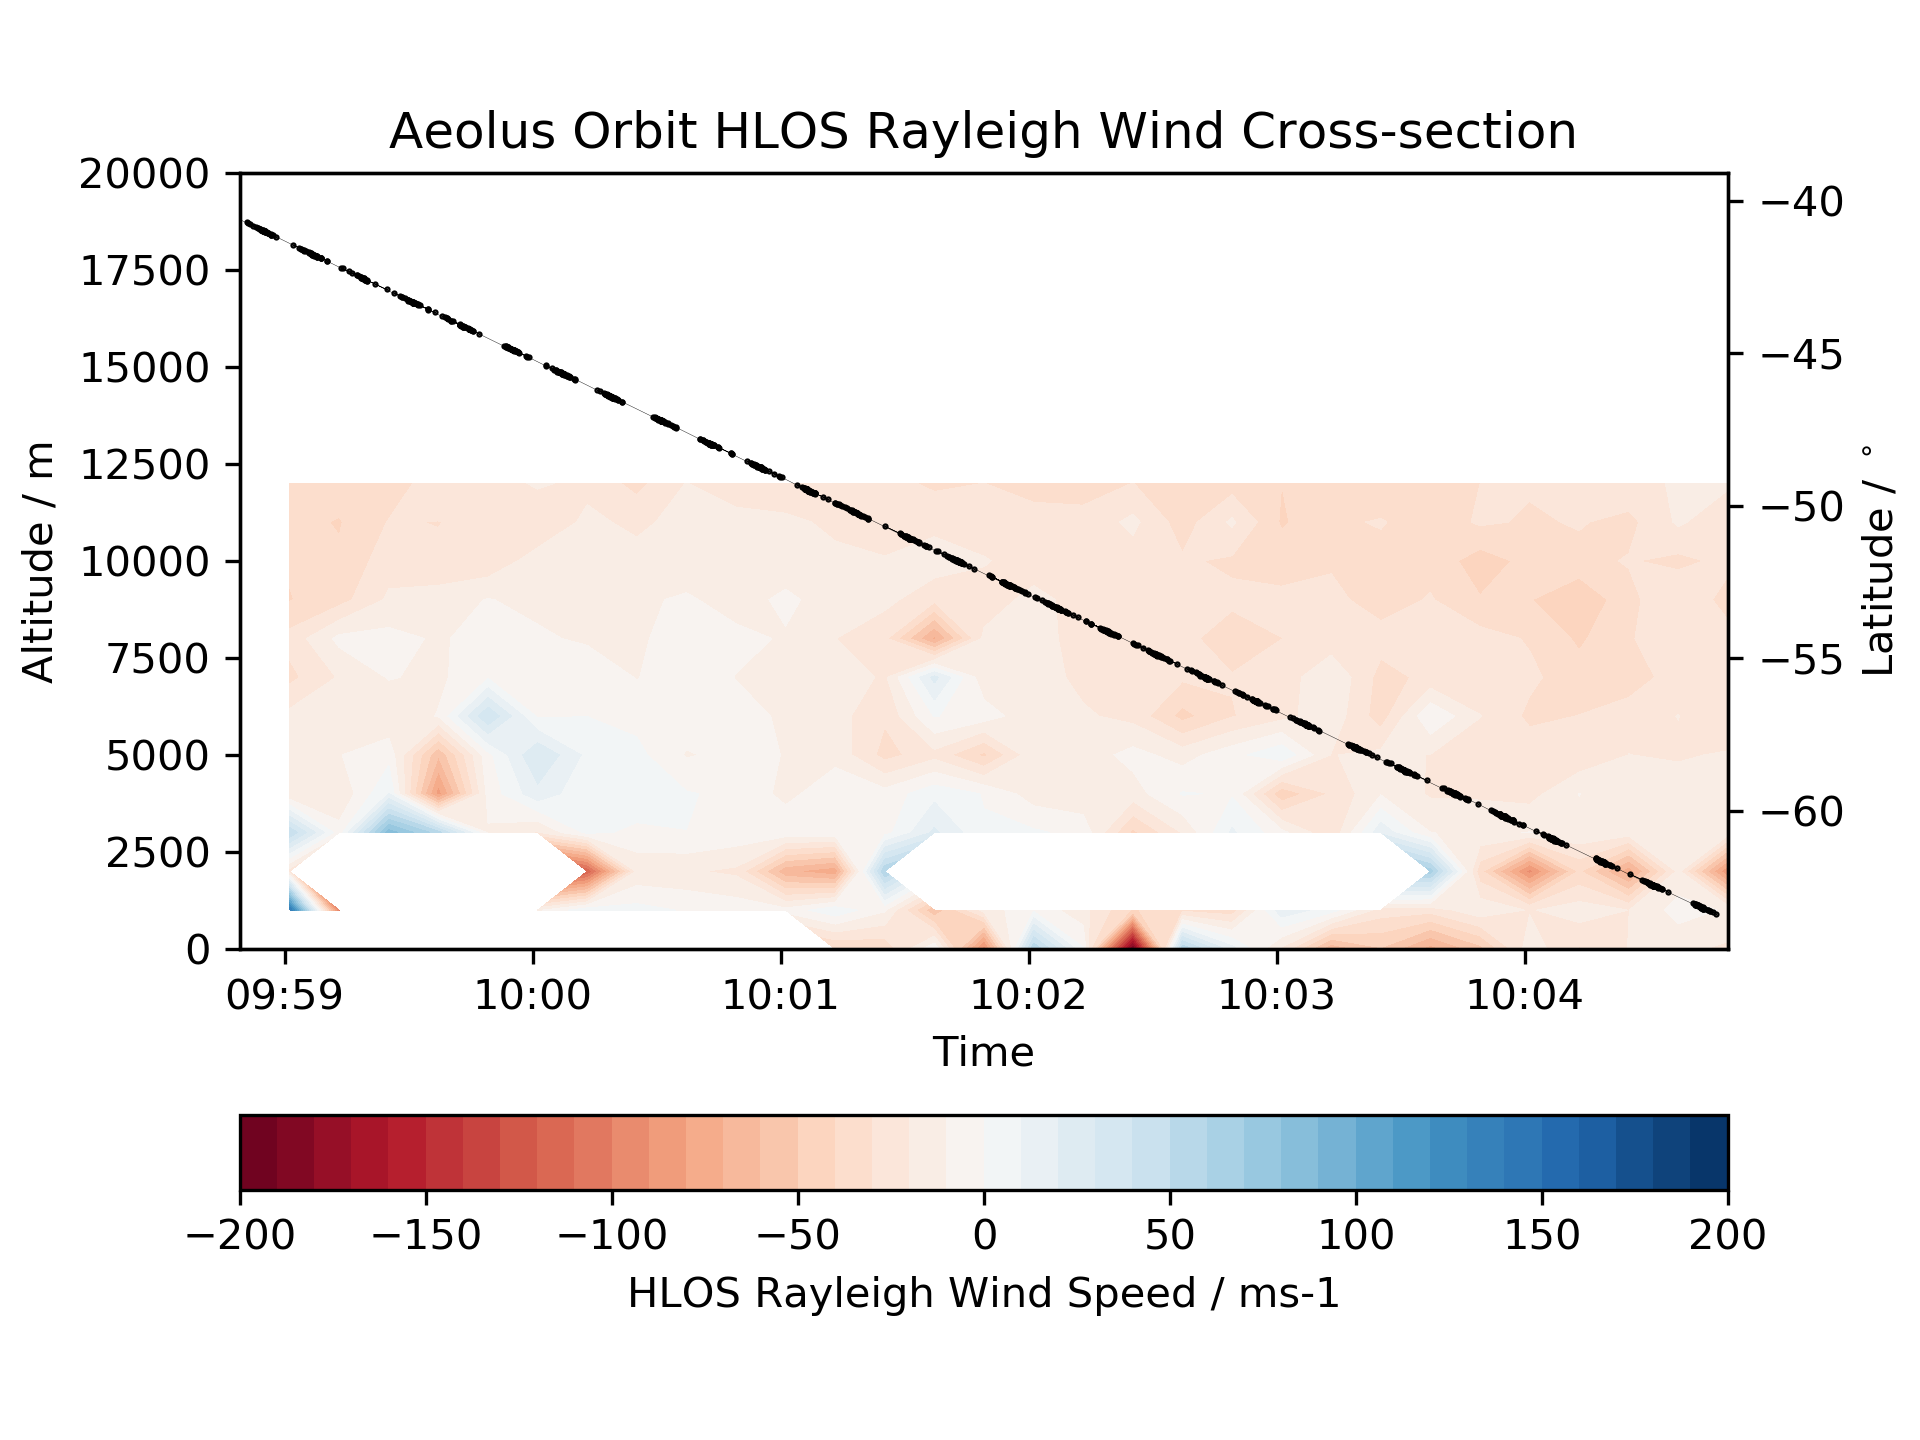 Aeolus Orbit HLOS Rayleigh Wind Cross-section
20000
17500
15000
12500
10000
7500
5000
2500
0
Altitude / m
−40
−45
−50
−55
−60
Latitude / °
09:59 10:00 10:01 10:02 10:03 10:04
Time
−200 −150 −100 −50 0 50 100 150 200
HLOS Rayleigh Wind Speed / ms-1